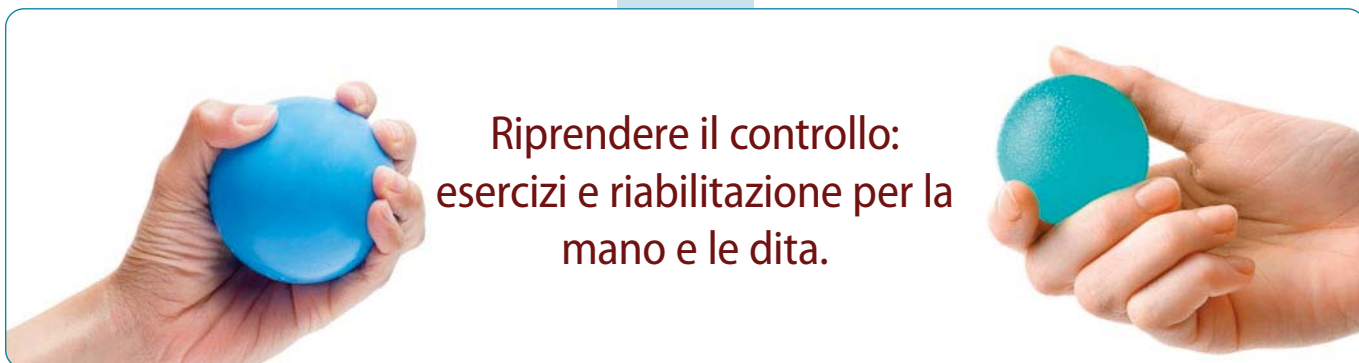 Riprendere il controllo:
esercizi e riabilitazione per la
mano e le dita.